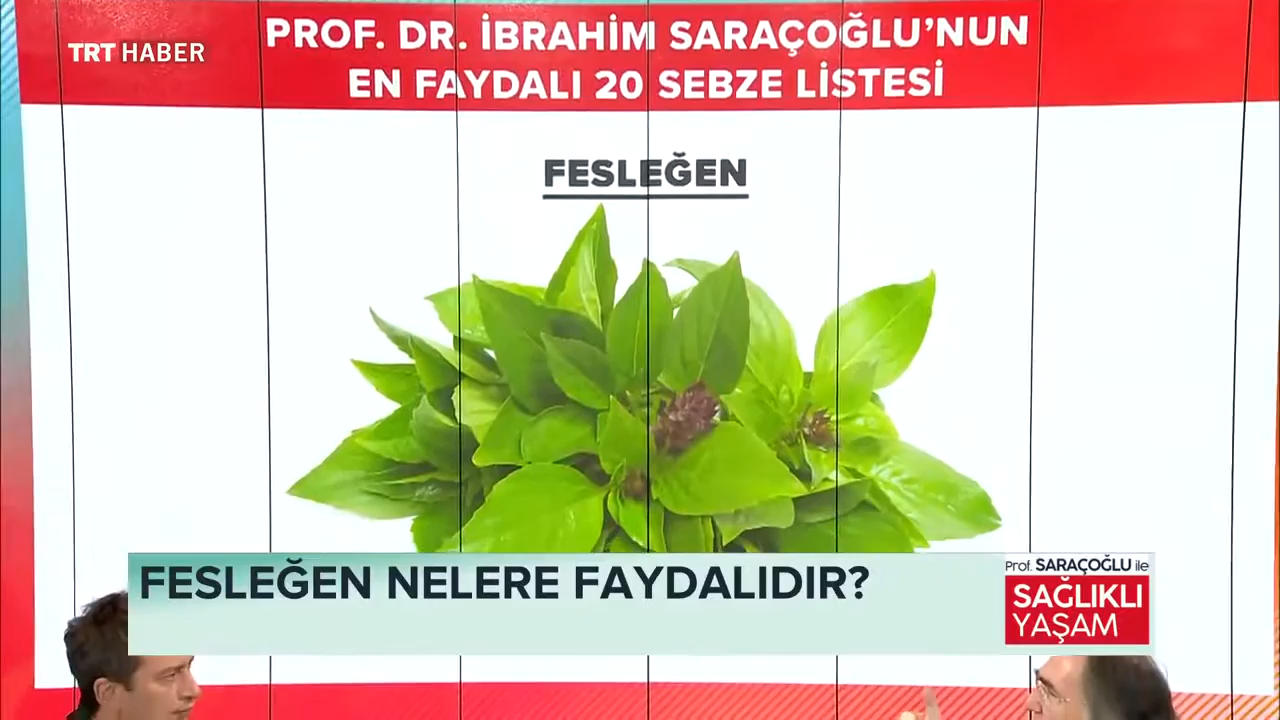 TRT HABER
PROF. DR. İBRAHİM SARAÇOĞLU'NUN
EN FAYDALI 20 SEBZE LİSTESİ
FESLEĞEN
FESLEĞEN NELERE FAYDALIDIR?
Prof. SARAÇOĞLU ile
SAĞLIKLI
YAŞAM